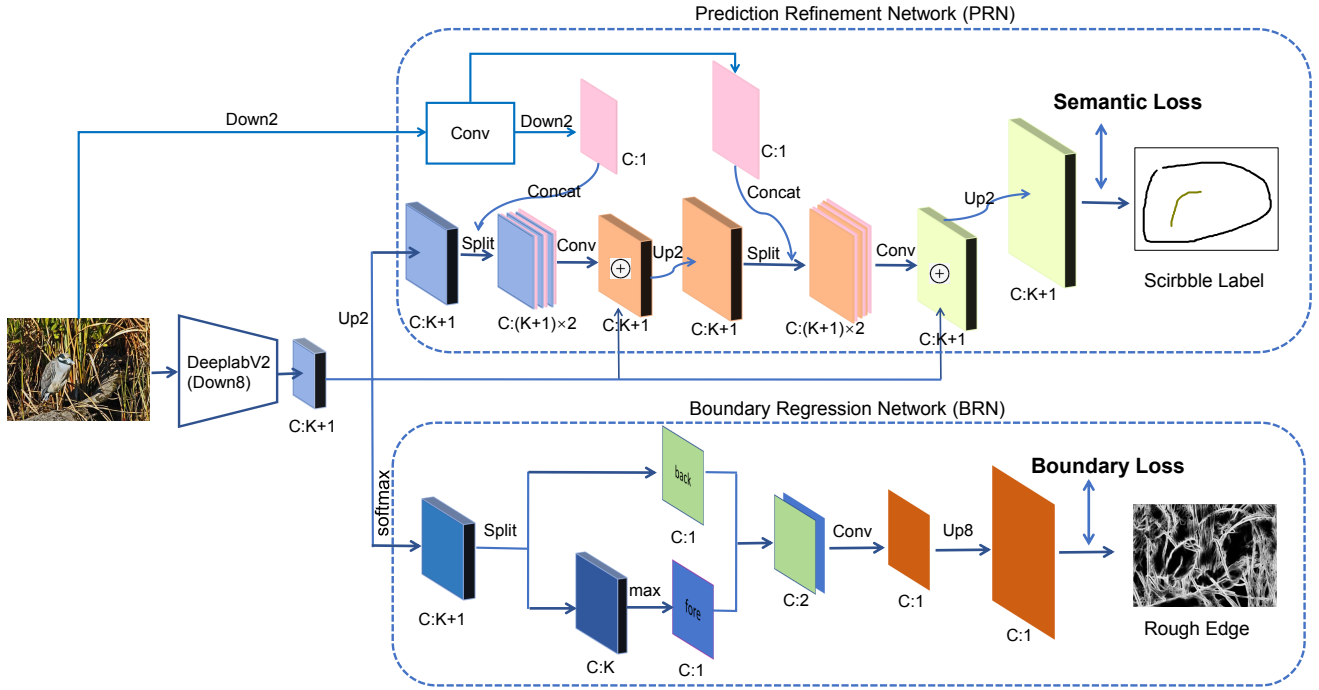 Prediction Refinement Network (PRN)
Down2
Conv
Down2
C:1
C:1
Semantic Loss
Concat
Concat
Split
Conv
Up2
Split
Conv
Up2
C:K+1
C:(K+1)×2
C:K+1
C:K+1
C:(K+1)×2
C:K+1
C:K+1
Scirbble Label
Up2
DeeplabV2
(Down8)
C:K+1
Boundary Regression Network (BRN)
softmax
Split
back
C:1
Boundary Loss
Conv
Up8
max
fore
C:K+1
C:K
C:1
C:2
C:1
C:1
Rough Edge